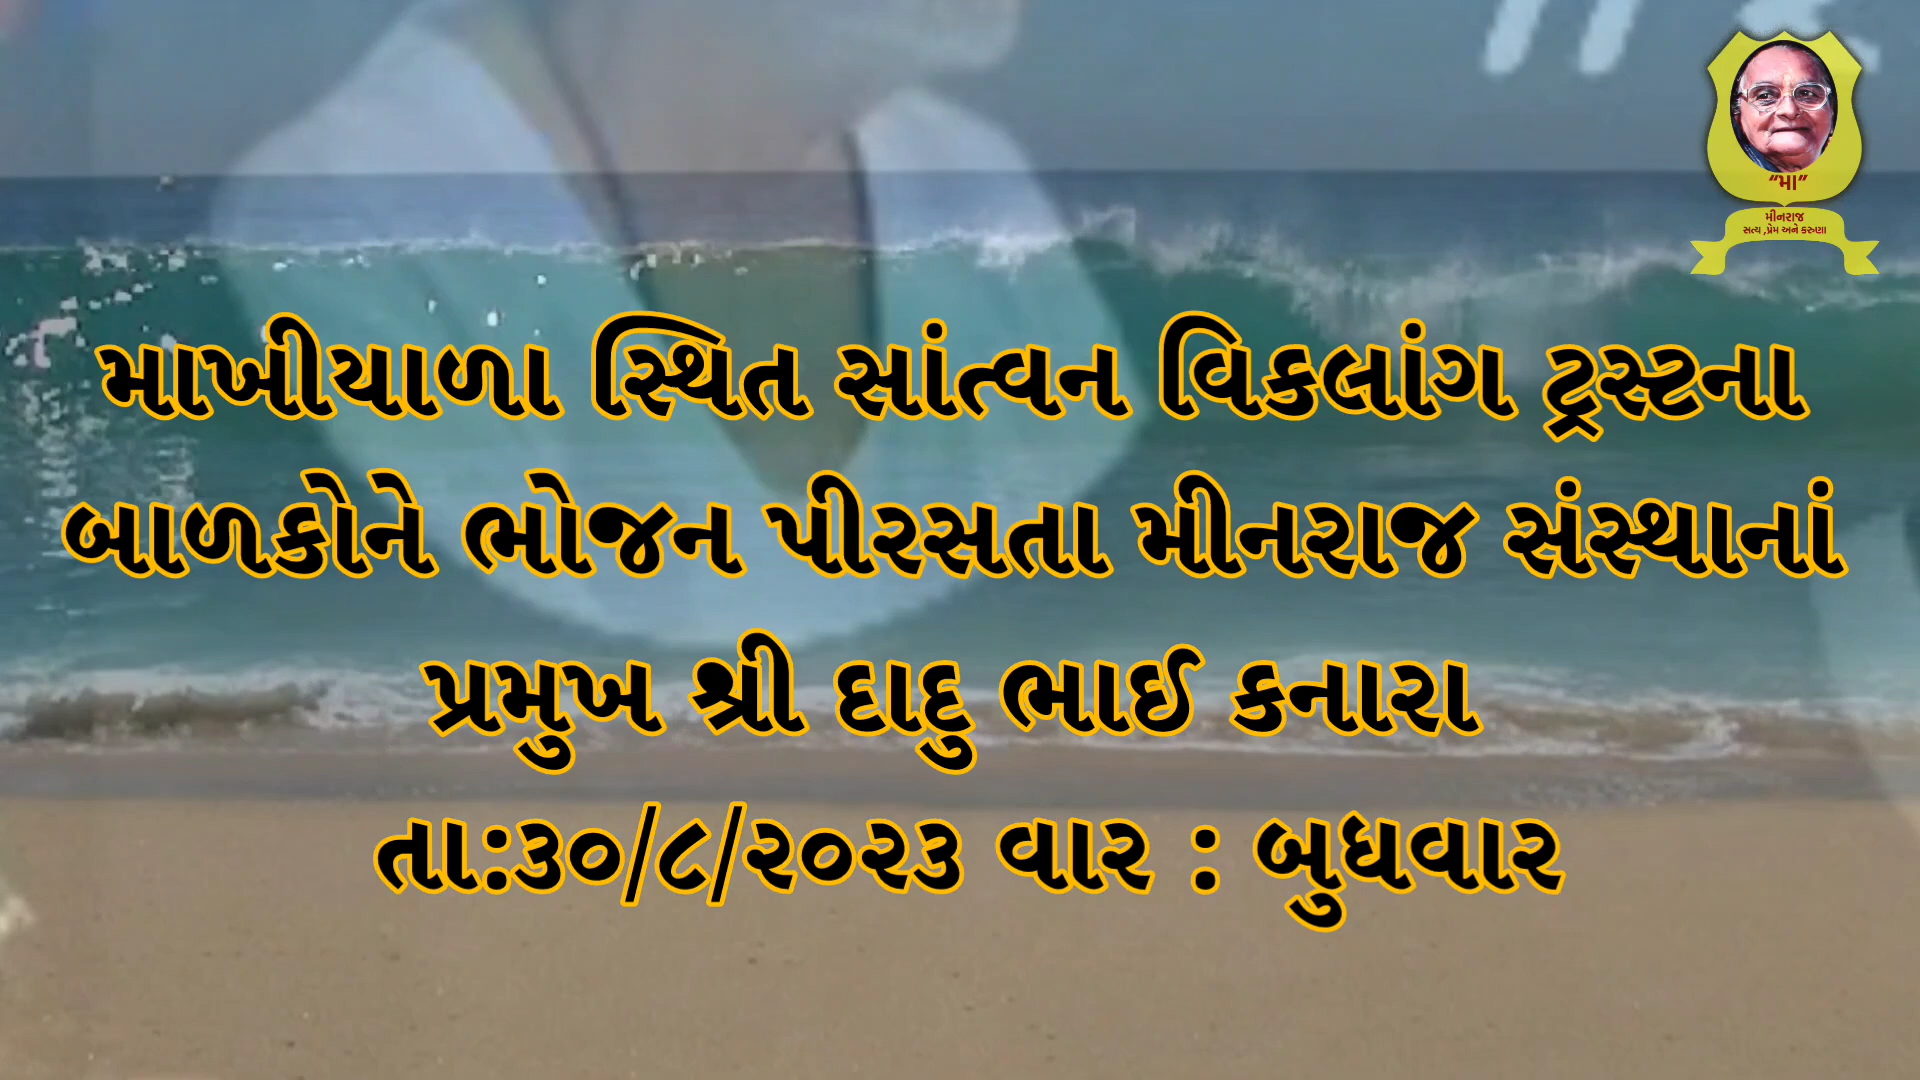 “મા”
મીનરાજ
સત્ય ,પ્રેમ અને કરુણા
માખીયાળા સ્થિત સાંત્વન વિકલાંગ ટ્રસ્ટના
બાળકોને ભોજન પીરસતા મીનરાજ સંસ્થાનાં
પ્રમુખ શ્રી દાદુ ભાઈ કનારા
તા:૩૦/૮/૨૦૨૩ વાર : બુધવાર